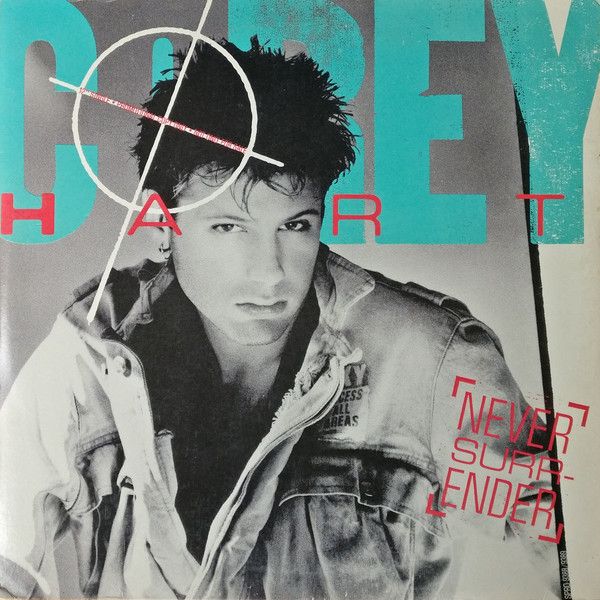 COREY
HART
ACCESS
ALL
AREAS
NEVER
SURR-
ENDER